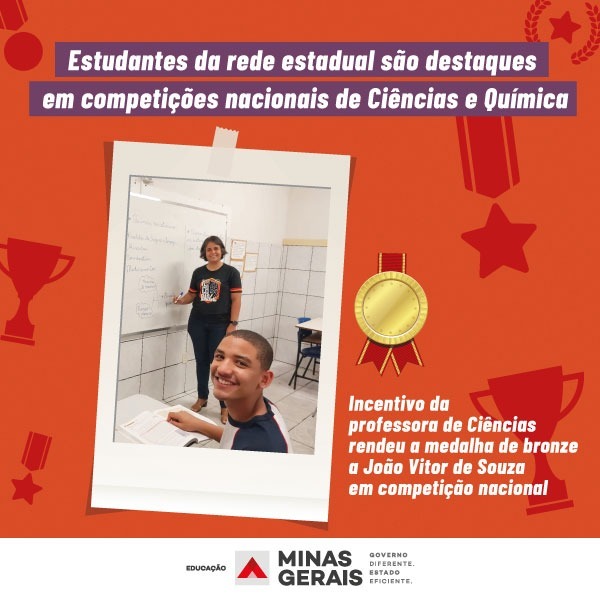 Estudantes da rede estadual são destaques
em competições nacionais de Ciências e Química
Incentivo da
professora de Ciências
rendeu a medalha de bronze
a João Vitor de Souza
em competição nacional
EDUCAÇÃO
MINAS
GERAIS
GOVERNO
DIFERENTE.
ESTADO
EFICIENTE.